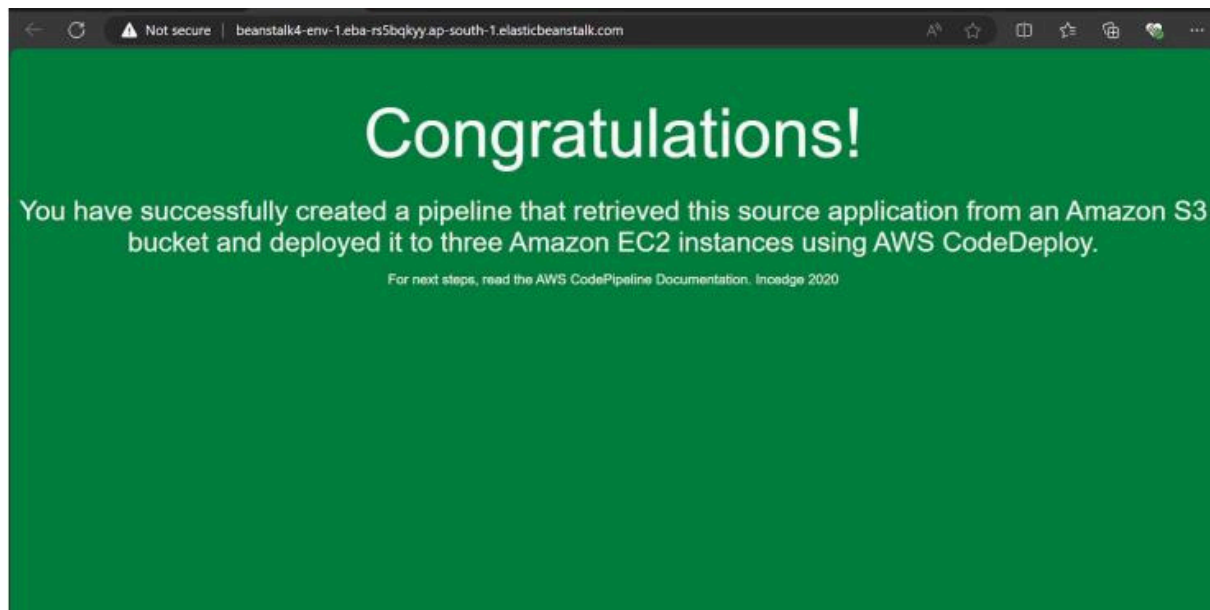 Not secure | beanstalk4-env-1.eba-rs5bqkyy.ap-south-1.elasticbeanstalk.com
Congratulations!
You have successfully created a pipeline that retrieved this source application from an Amazon S3
bucket and deployed it to three Amazon EC2 instances using AWS CodeDeploy.
For next steps, read the AWS CodePipeline Documentation. Incedge 2020